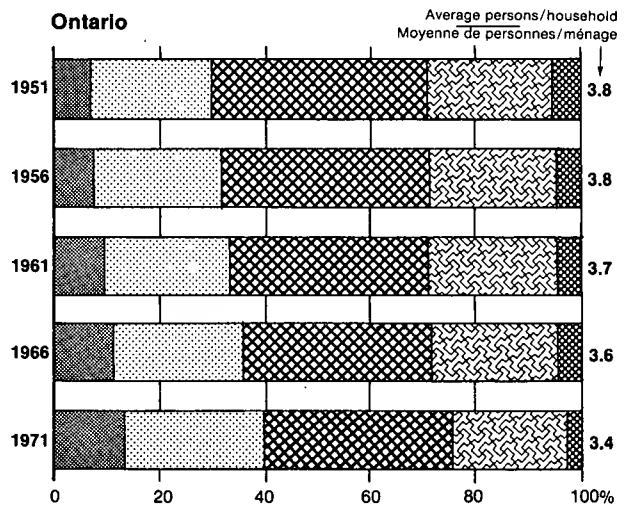 Ontario
Average persons/household
Moyenne de personnes/ménage
1951 3.8
1956 3.8
1961 3.7
1966 3.6
1971 3.4
0 20 40 60 80 100%